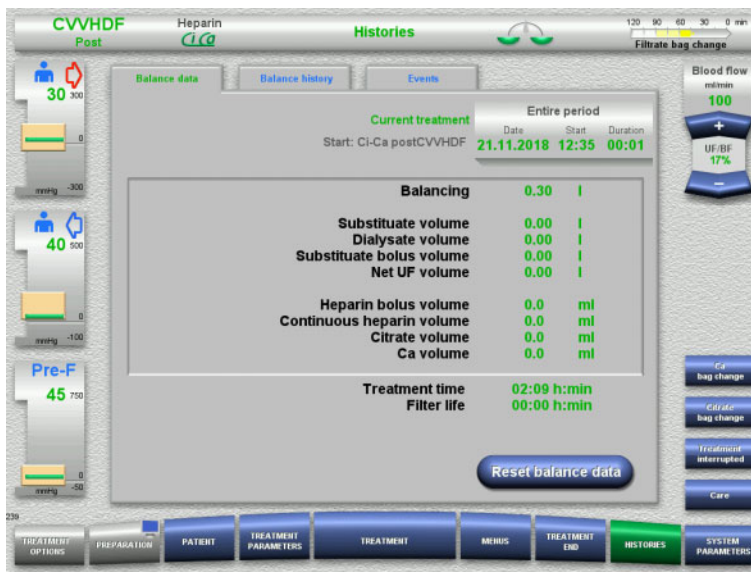 CVVHDF
Post
Heparin
Ci Ca
Histories
120 90 60 30 0 min
Filtrate bag change
30 300
0
mmHg -300
40 500
0
mmHg -100
Pre-F
45 750
0
mmHg -50
Balance data
Balance history
Events
Current treatment
Start: Ci-Ca postCVVHDF
Entire period
Date Start Duration
21.11.2018 12:35 00:01
Balancing 0.30 l
Substituate volume 0.00 l
Dialysate volume 0.00 l
Substituate bolus volume 0.00 l
Net UF volume 0.00 l
Heparin bolus volume 0.0 ml
Continuous heparin volume 0.0 ml
Citrate volume 0.0 ml
Ca volume 0.0 ml
Treatment time 02:09 h:min
Filter life 00:00 h:min
Reset balance data
Blood flow
ml/min
100
+
UF/BF
17%
−
Ca
bag change
Citrate
bag change
Treatment
interrupted
Care
239
TREATMENT
OPTIONS
PREPARATION
PATIENT
TREATMENT
PARAMETERS
TREATMENT
MENUS
TREATMENT
END
HISTORIES
SYSTEM
PARAMETERS